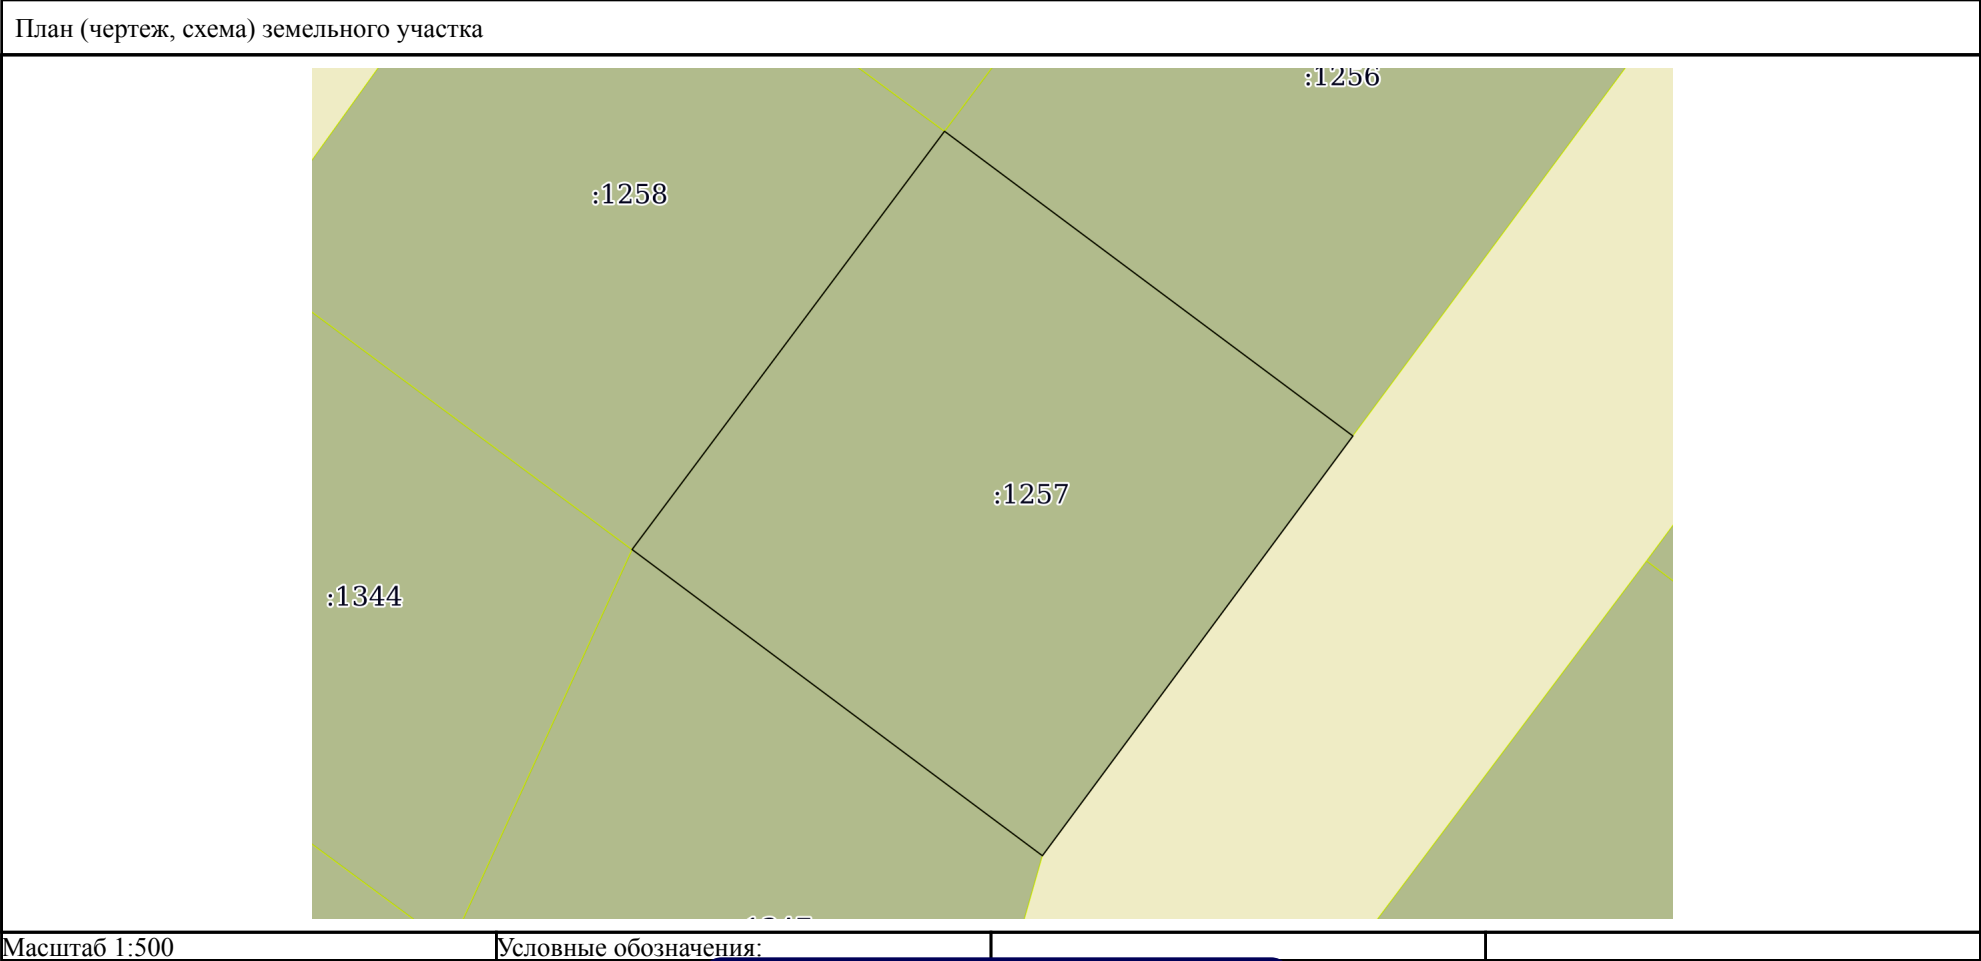 План (чертеж, схема) земельного участка
:1256
:1258
:1257
:1344
Масштаб 1:500
Условные обозначения: